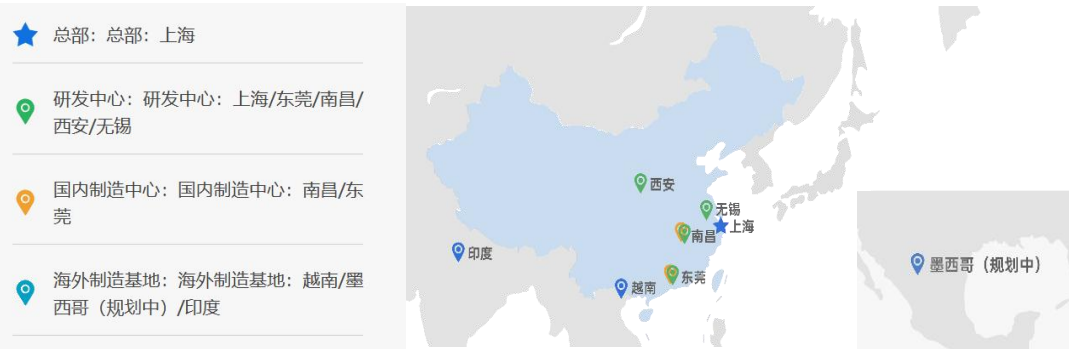 总部：总部：上海
研发中心：研发中心：上海/东莞/南昌/
西安/无锡
国内制造中心：国内制造中心：南昌/东
莞
海外制造基地：海外制造基地：越南/墨
西哥（规划中）/印度
西安
无锡
上海
南昌
印度
东莞
越南
墨西哥（规划中）